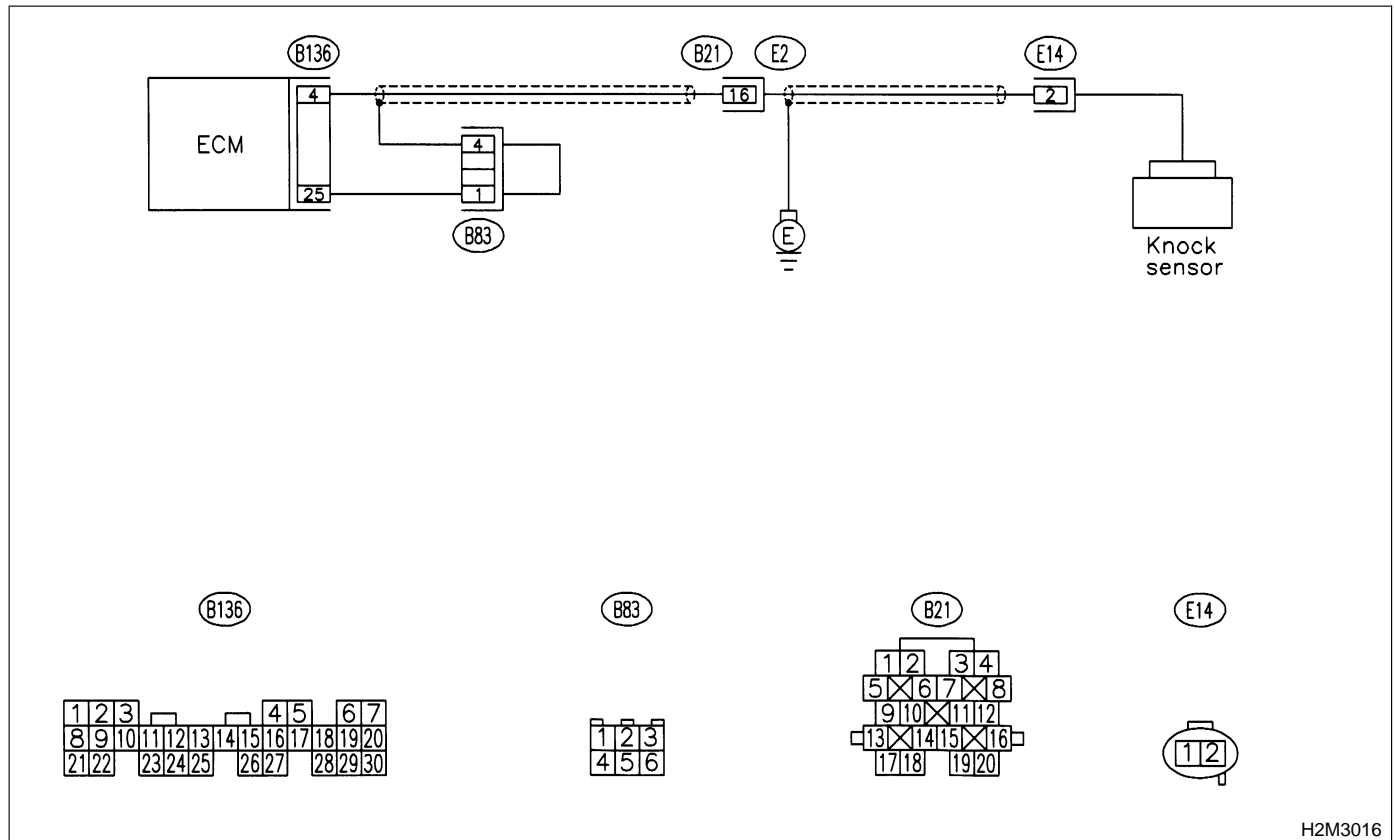 B136 B21 E2 E14
4 16 2
ECM 4
25 1
B83
E
Knock
sensor
B136 B83 B21 E14
1 2 3 4
5 6 7 8
9 10 11 12
13 14 15 16
17 18 19 20
1 2 3 4 5 6 7
8 9 10 11 12 13 14 15 16 17 18 19 20
21 22 23 24 25 26 27 28 29 30
1 2 3
4 5 6
1 2
H2M3016